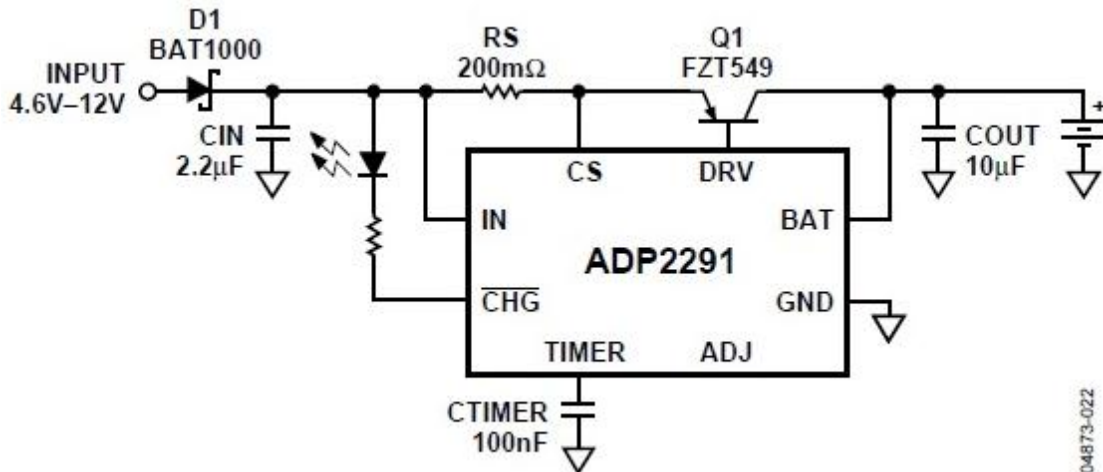 D1
BAT1000
INPUT
4.6V–12V
CIN
2.2µF
RS
200mΩ
Q1
FZT549
+
COUT
10µF
CS
DRV
IN
BAT
ADP2291
CHG
GND
TIMER
ADJ
CTIMER
100nF
04873-022